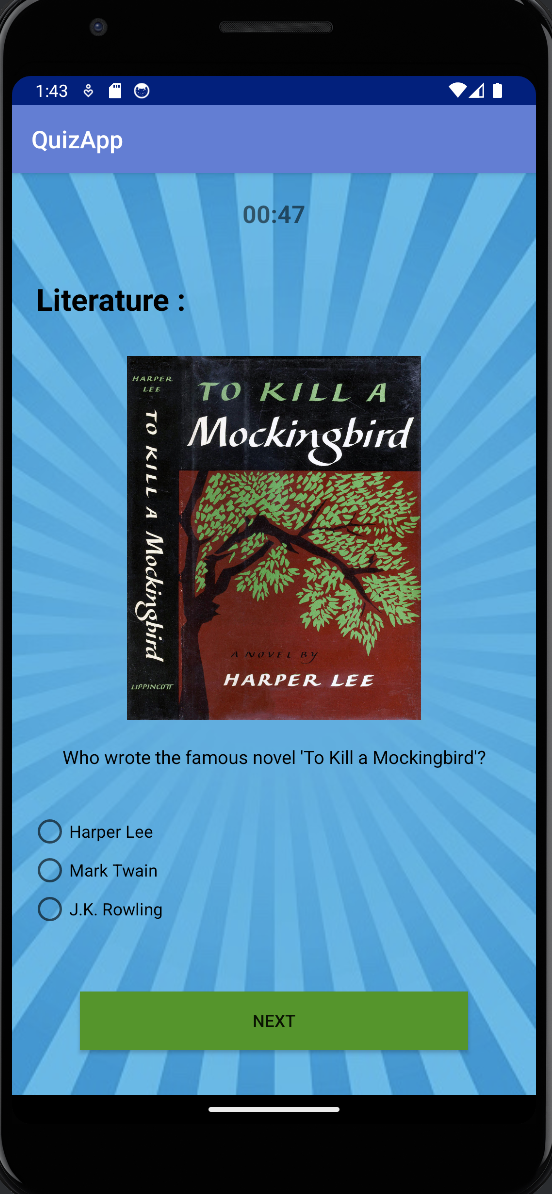 1:43
QuizApp
00:47
Literature :
HARPER
LEE
TO KILL A Mockingbird
LIPPINCOTT
TO KILL A
Mockingbird
A NOVEL BY
HARPER LEE
Who wrote the famous novel 'To Kill a Mockingbird'?
Harper Lee
Mark Twain
J.K. Rowling
NEXT